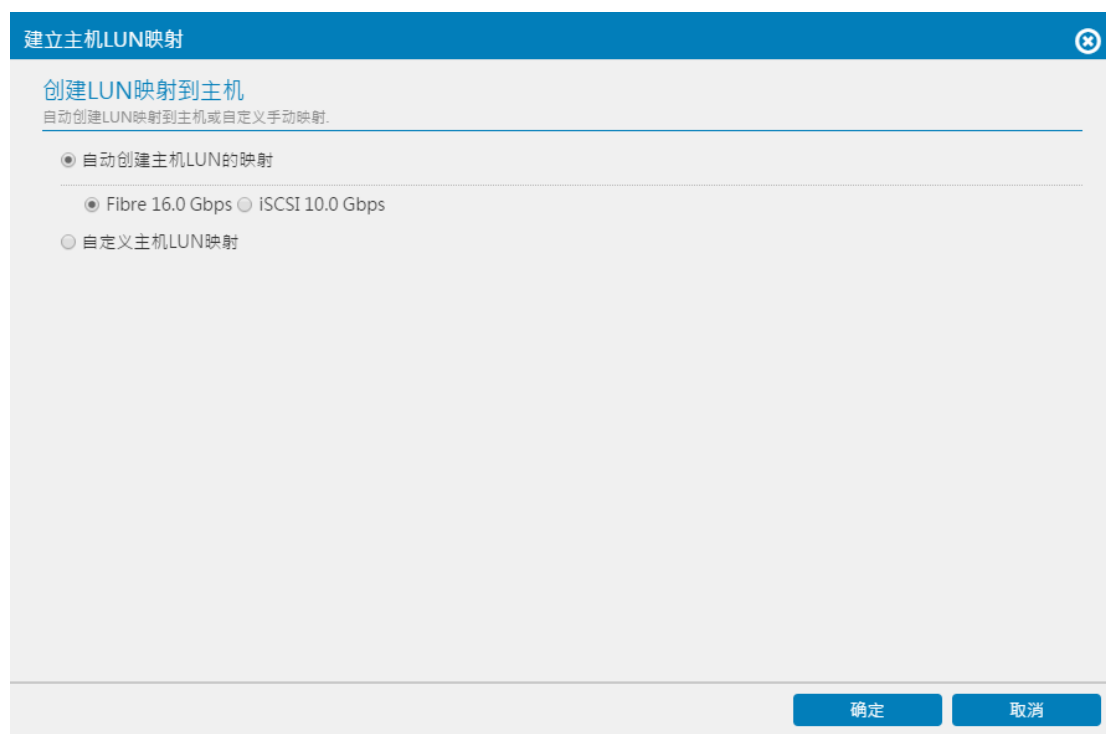 建立主机LUN映射
创建LUN映射到主机
自动创建LUN映射到主机或自定义手动映射.
自动创建主机LUN的映射
Fibre 16.0 Gbps iSCSI 10.0 Gbps
自定义主机LUN映射
确定 取消